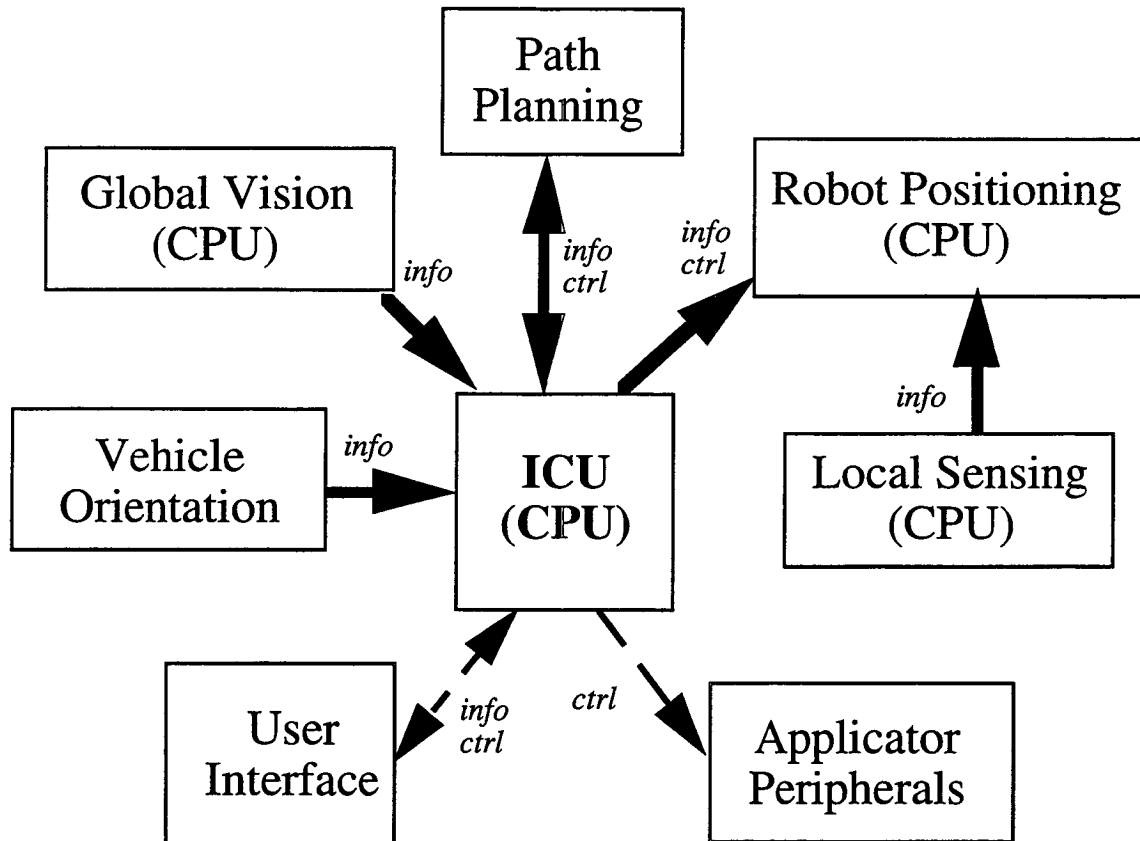 Path
Planning
Global Vision
(CPU)
Robot Positioning
(CPU)
info
info
ctrl
info
ctrl
info
Vehicle
Orientation
info
ICU
(CPU)
Local Sensing
(CPU)
User
Interface
info
ctrl
ctrl
Applicator
Peripherals